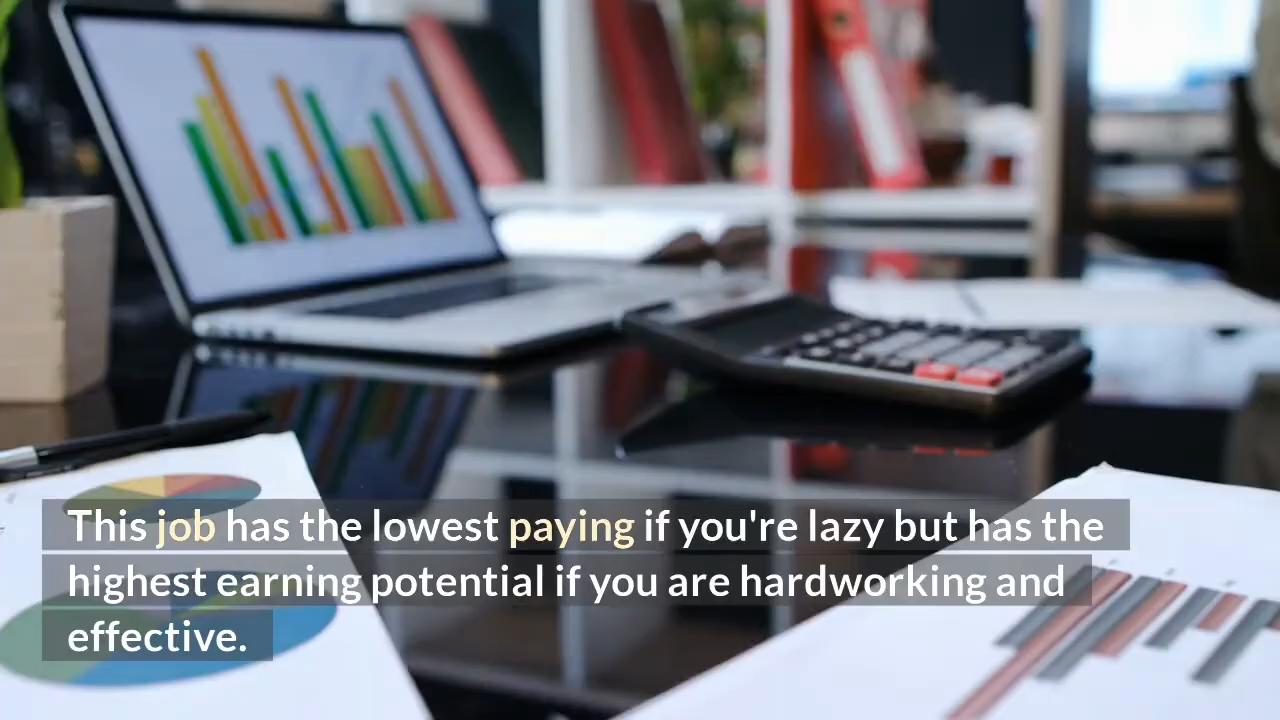 This job has the lowest paying if you're lazy but has the
highest earning potential if you are hardworking and
effective.